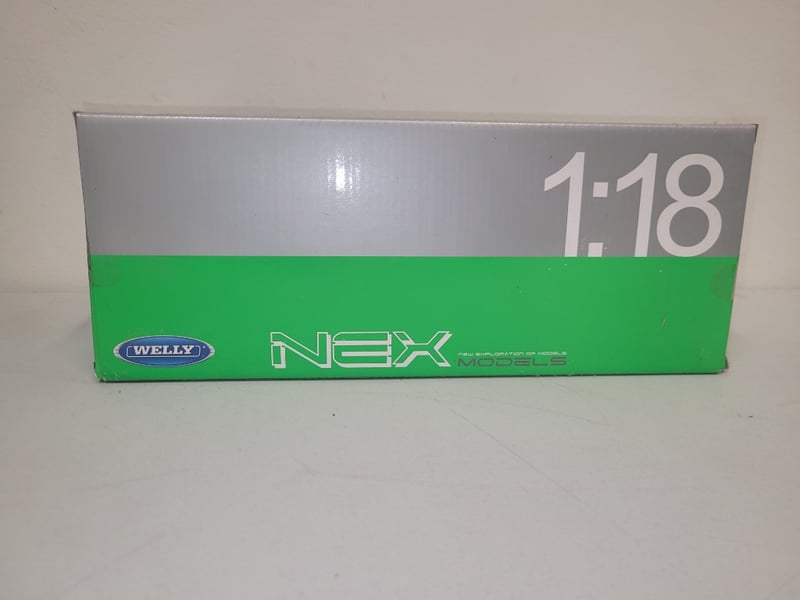 1:18
WELLY
NEX
NEW EXPLORATION OF MODELS
MODELS